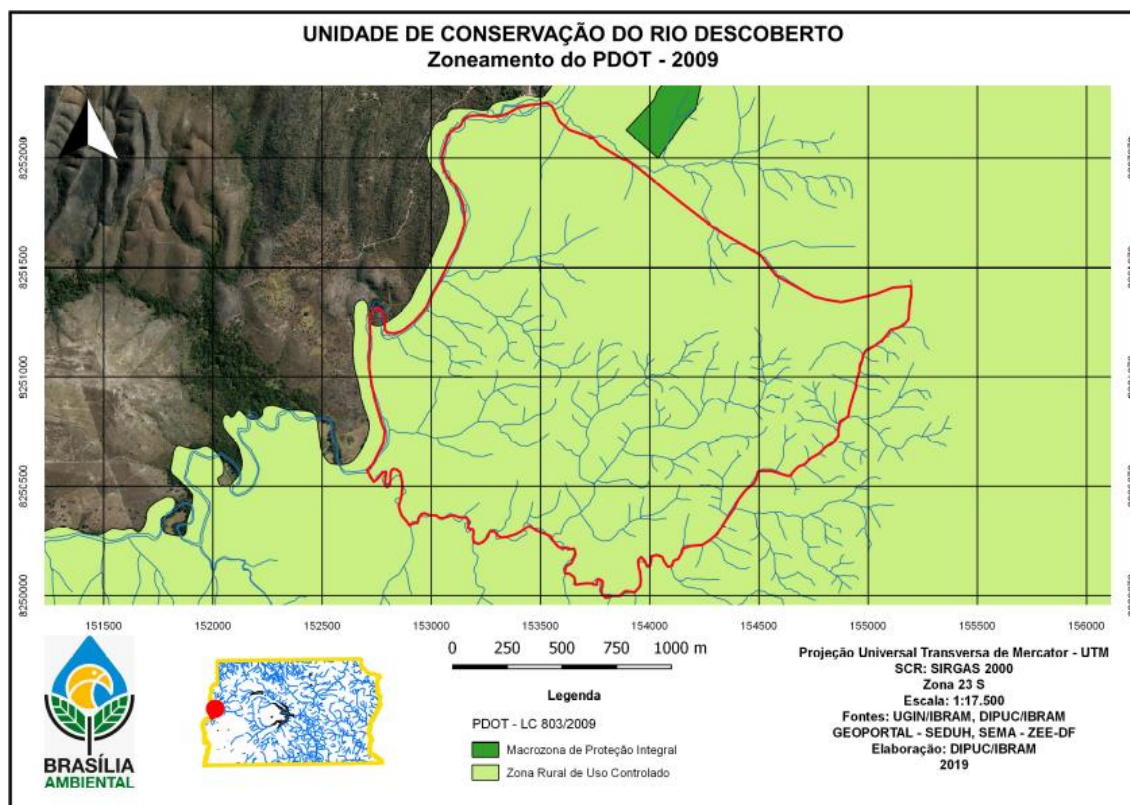 UNIDADE DE CONSERVAÇÃO DO RIO DESCOBERTO
Zoneamento do PDOT - 2009
8252000
8251500
8251000
8250500
8250000
151500 152000 152500 153000 153500 154000 154500 155000 155500 156000
BRASÍLIA
AMBIENTAL
0 250 500 750 1000 m
Legenda
PDOT - LC 803/2009
Macrozona de Proteção Integral
Zona Rural de Uso Controlado
Projeção Universal Transversa de Mercator - UTM
SCR: SIRGAS 2000
Zona 23 S
Escala: 1:17.500
Fontes: UGIN/IBRAM, DIPUC/IBRAM
GEOPORTAL - SEDUH, SEMA - ZEE-DF
Elaboração: DIPUC/IBRAM
2019